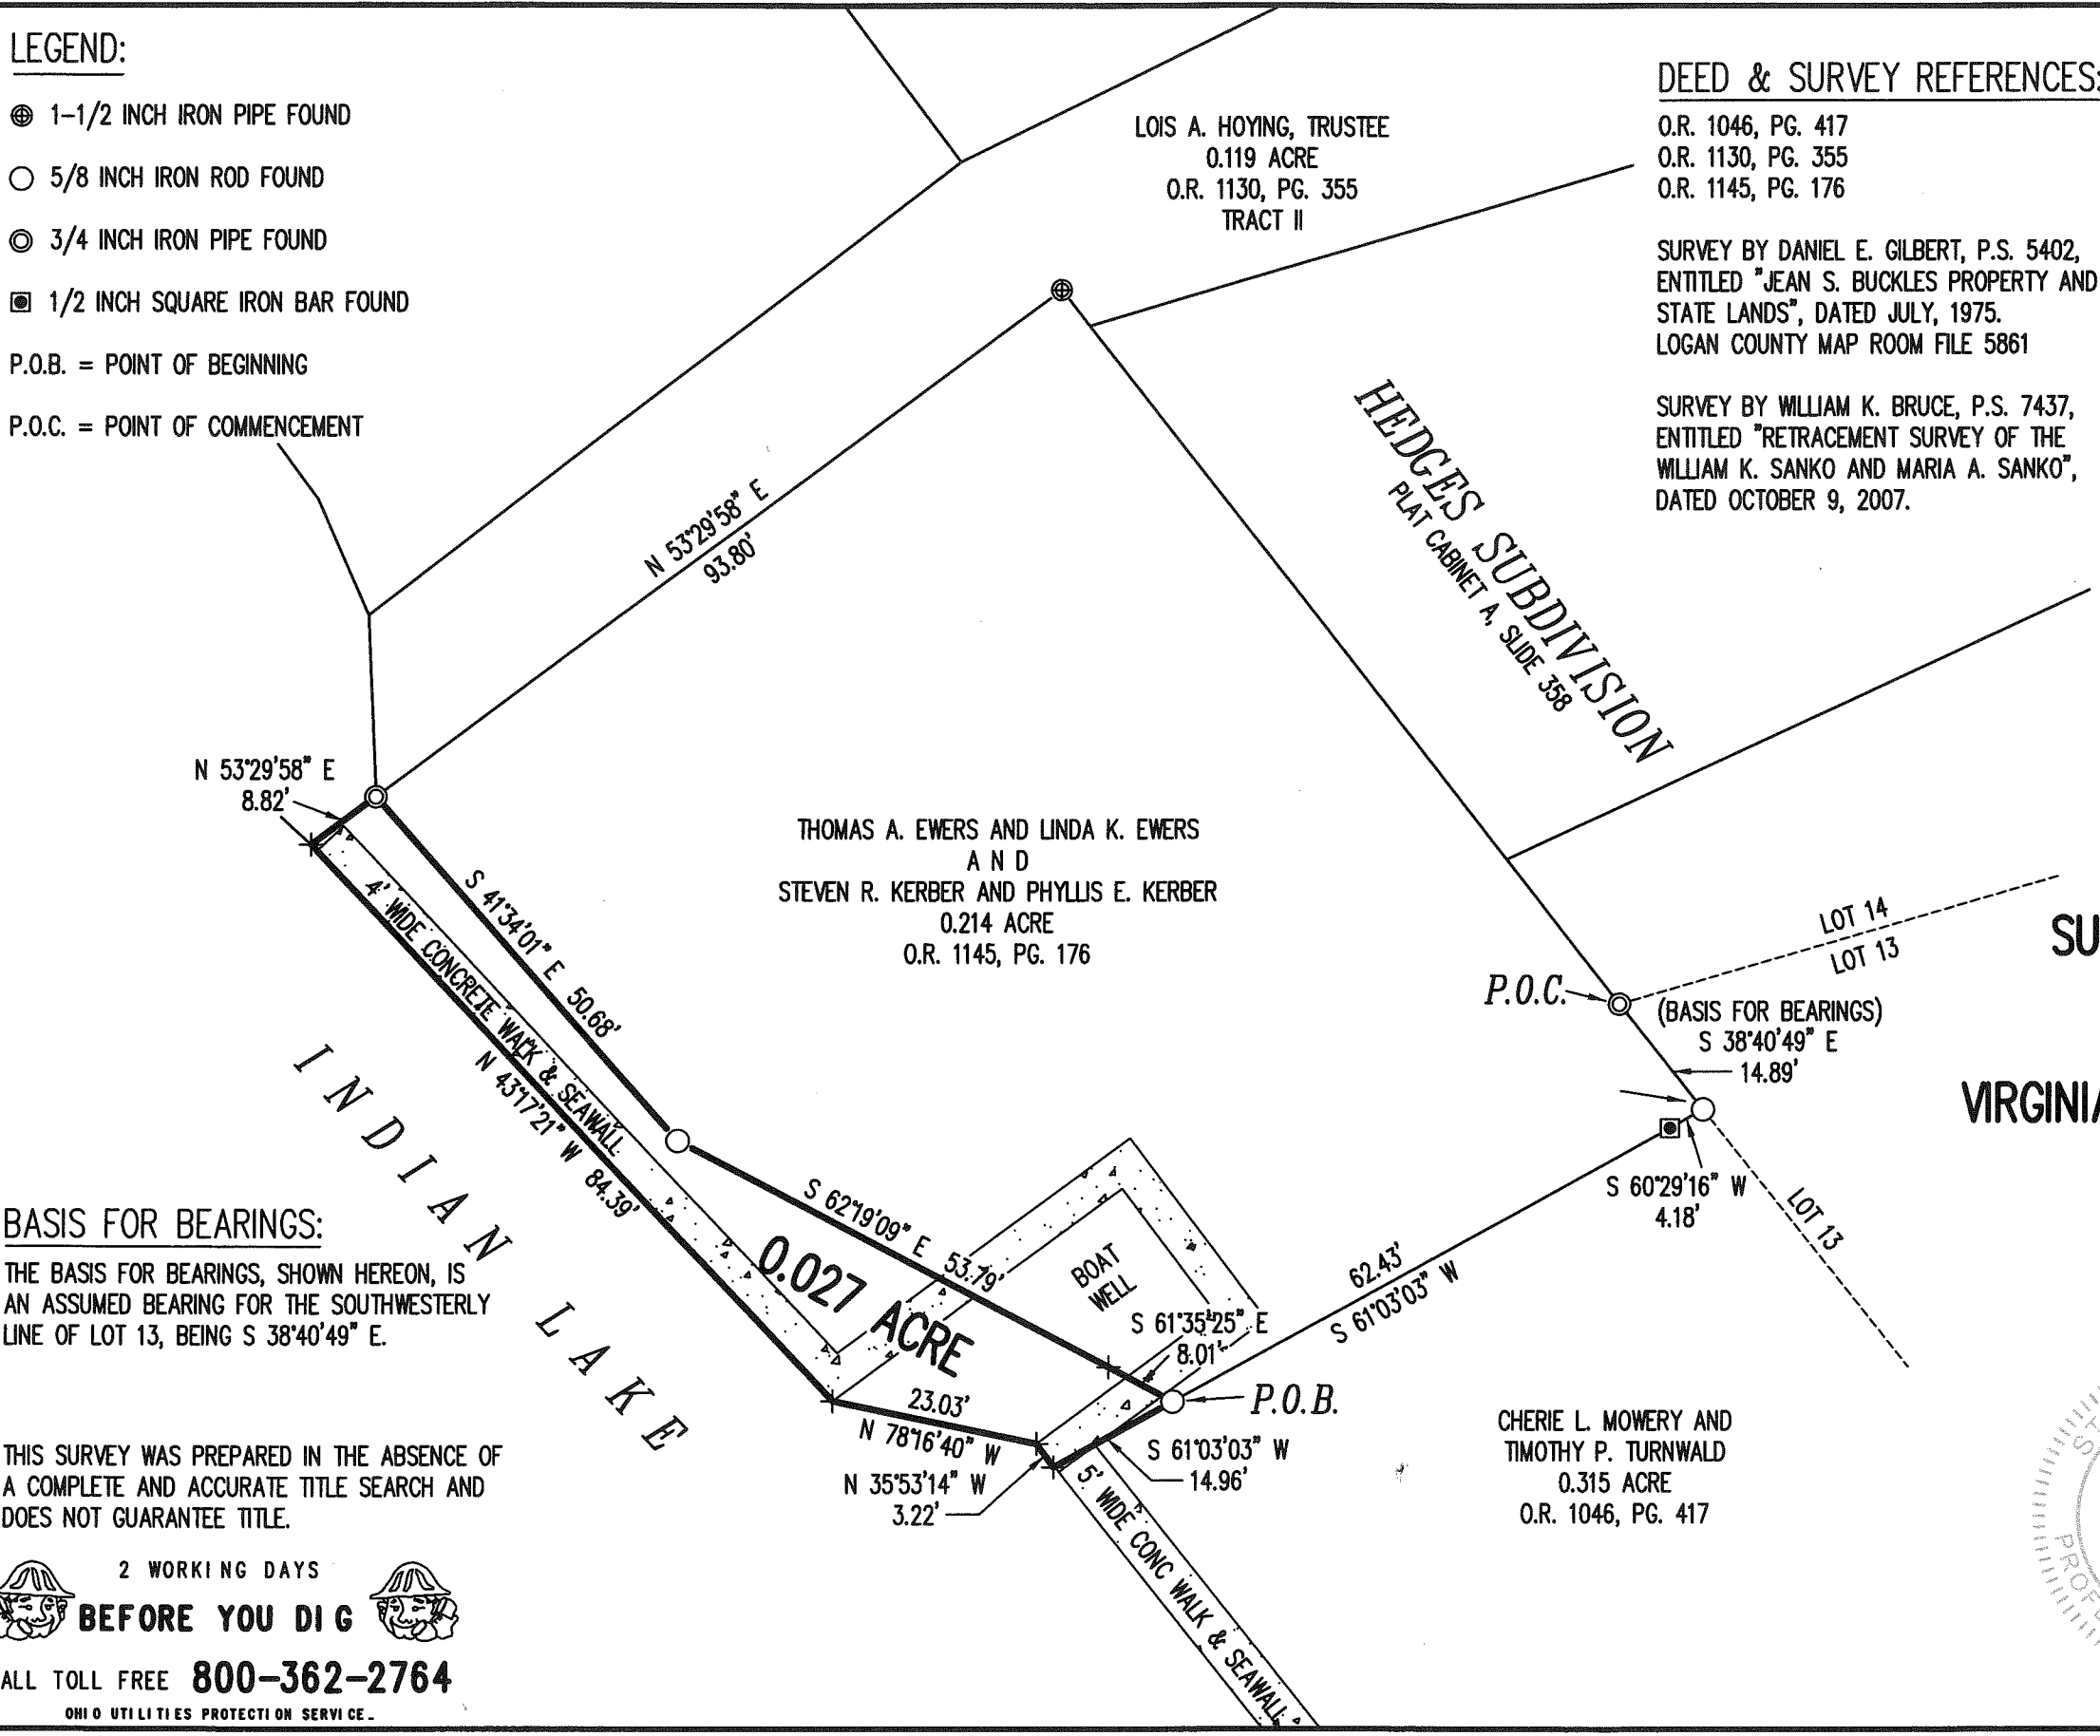 LEGEND:
1-1/2 INCH IRON PIPE FOUND
5/8 INCH IRON ROD FOUND
3/4 INCH IRON PIPE FOUND
1/2 INCH SQUARE IRON BAR FOUND
P.O.B. = POINT OF BEGINNING
P.O.C. = POINT OF COMMENCEMENT
LOIS A. HOYING, TRUSTEE
0.119 ACRE
O.R. 1130, PG. 355
TRACT II
DEED & SURVEY REFERENCES:
O.R. 1046, PG. 417
O.R. 1130, PG. 355
O.R. 1145, PG. 176
SURVEY BY DANIEL E. GILBERT, P.S. 5402,
ENTITLED "JEAN S. BUCKLES PROPERTY AND
STATE LANDS", DATED JULY, 1975.
LOGAN COUNTY MAP ROOM FILE 5861
SURVEY BY WILLIAM K. BRUCE, P.S. 7437,
ENTITLED "RETRACEMENT SURVEY OF THE
WILLIAM K. SANKO AND MARIA A. SANKO",
DATED OCTOBER 9, 2007.
HEDGES SUBDIVISION
PLAT CABINET A, SLIDE 358
N 53°29'58" E
93.80'
N 53°29'58" E
8.82'
THOMAS A. EWERS AND LINDA K. EWERS
A N D
STEVEN R. KERBER AND PHYLLIS E. KERBER
0.214 ACRE
O.R. 1145, PG. 176
S 41°34'01" E 50.68'
4' WIDE CONCRETE WALK & SEAWALL
N 43°17'21" W 84.39'
INDIAN LAKE
LOT 14
LOT 13
SU
P.O.C.
(BASIS FOR BEARINGS)
S 38°40'49" E
14.89'
VIRGINIA
S 60°29'16" W
4.18'
LOT 13
S 62°19'09" E 53.79'
0.027 ACRE
BOAT
WELL
S 61°35'25" E
8.01'
62.43'
S 61°03'03" W
P.O.B.
23.03'
N 78°16'40" W
S 61°03'03" W
14.96'
N 35°53'14" W
3.22'
5' WIDE CONC WALK & SEAWALL
CHERIE L. MOWERY AND
TIMOTHY P. TURNWALD
0.315 ACRE
O.R. 1046, PG. 417
BASIS FOR BEARINGS:
THE BASIS FOR BEARINGS, SHOWN HEREON, IS
AN ASSUMED BEARING FOR THE SOUTHWESTERLY
LINE OF LOT 13, BEING S 38°40'49" E.
THIS SURVEY WAS PREPARED IN THE ABSENCE OF
A COMPLETE AND ACCURATE TITLE SEARCH AND
DOES NOT GUARANTEE TITLE.
2 WORKING DAYS
BEFORE YOU DIG
ALL TOLL FREE 800-362-2764
OHIO UTILITIES PROTECTION SERVICE.